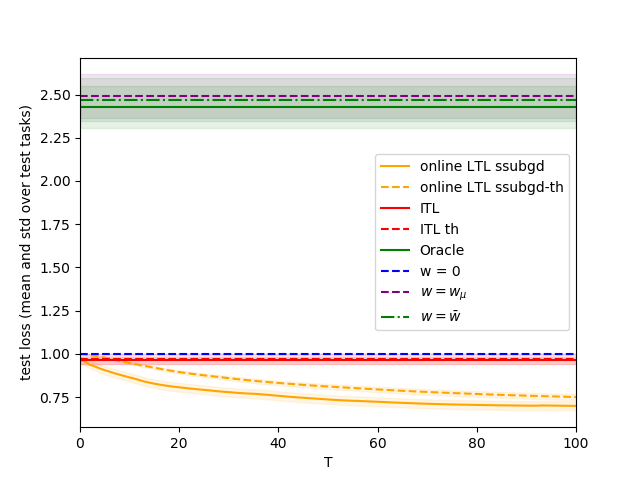 test loss (mean and std over test tasks)
2.50
2.25
2.00
1.75
1.50
1.25
1.00
0.75
online LTL ssubgd
online LTL ssubgd-th
ITL
ITL th
Oracle
w = 0
w = wμ
w = w̄
0 20 40 60 80 100
T